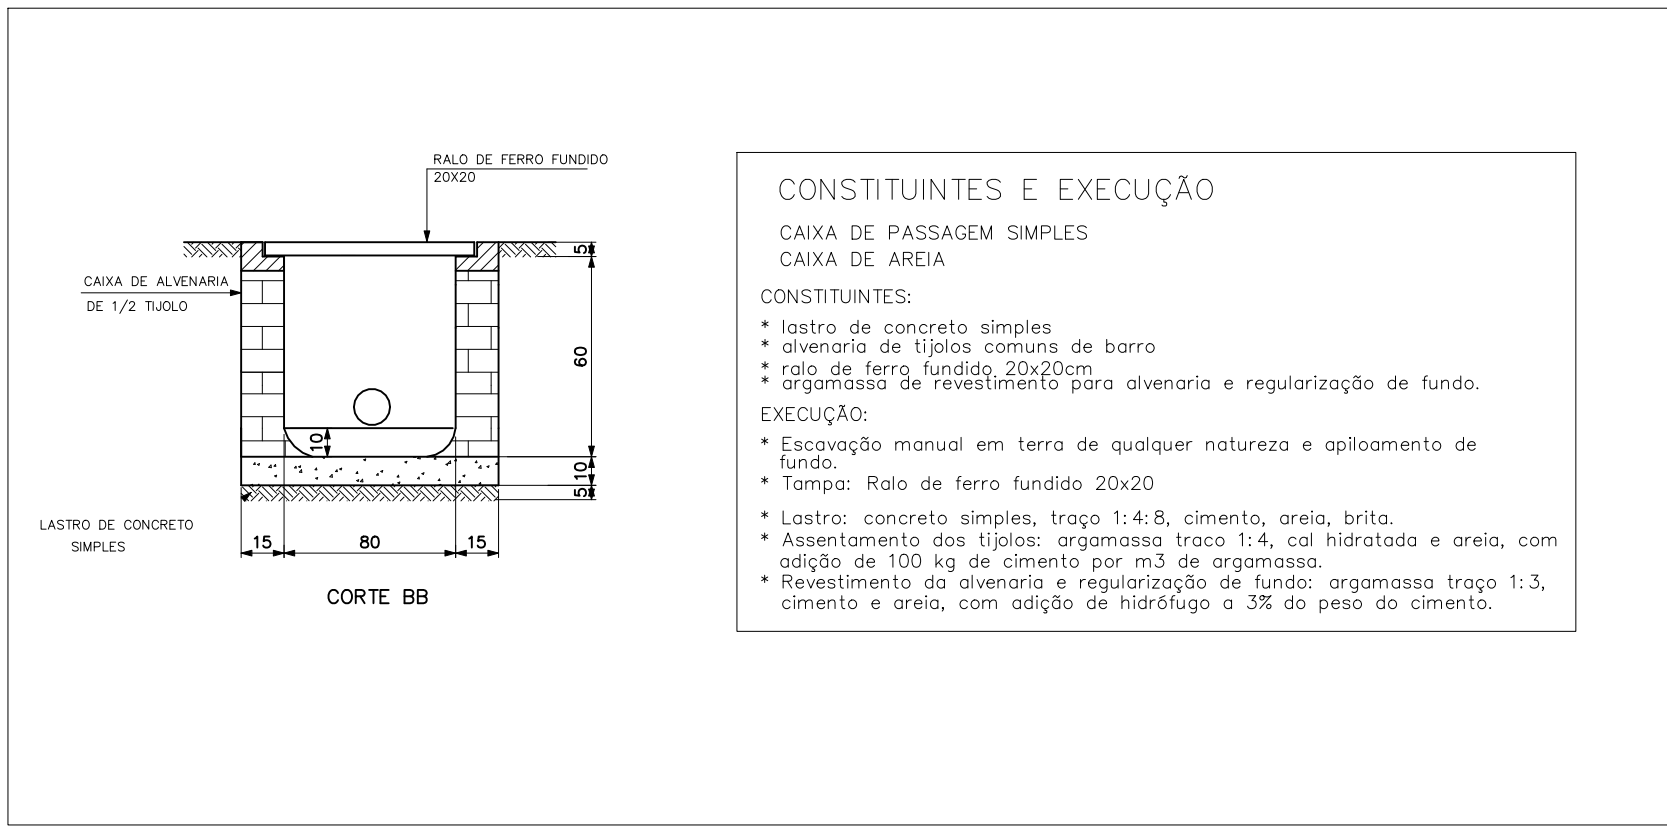 RALO DE FERRO FUNDIDO
20X20
CAIXA DE ALVENARIA
DE 1/2 TIJOLO
5
60
10
10
5
LASTRO DE CONCRETO
SIMPLES
15
80
15
CORTE BB
CONSTITUINTES E EXECUÇÃO
CAIXA DE PASSAGEM SIMPLES
CAIXA DE AREIA
CONSTITUINTES:
* lastro de concreto simples
* alvenaria de tijolos comuns de barro
* ralo de ferro fundido 20x20cm
* argamassa de revestimento para alvenaria e regularização de fundo.
EXECUÇÃO:
* Escavação manual em terra de qualquer natureza e apiloamento de
fundo.
* Tampa: Ralo de ferro fundido 20x20
* Lastro: concreto simples, traço 1:4:8, cimento, areia, brita.
* Assentamento dos tijolos: argamassa traco 1:4, cal hidratada e areia, com
adição de 100 kg de cimento por m3 de argamassa.
* Revestimento da alvenaria e regularização de fundo: argamassa traço 1:3,
cimento e areia, com adição de hidrófugo a 3% do peso do cimento.